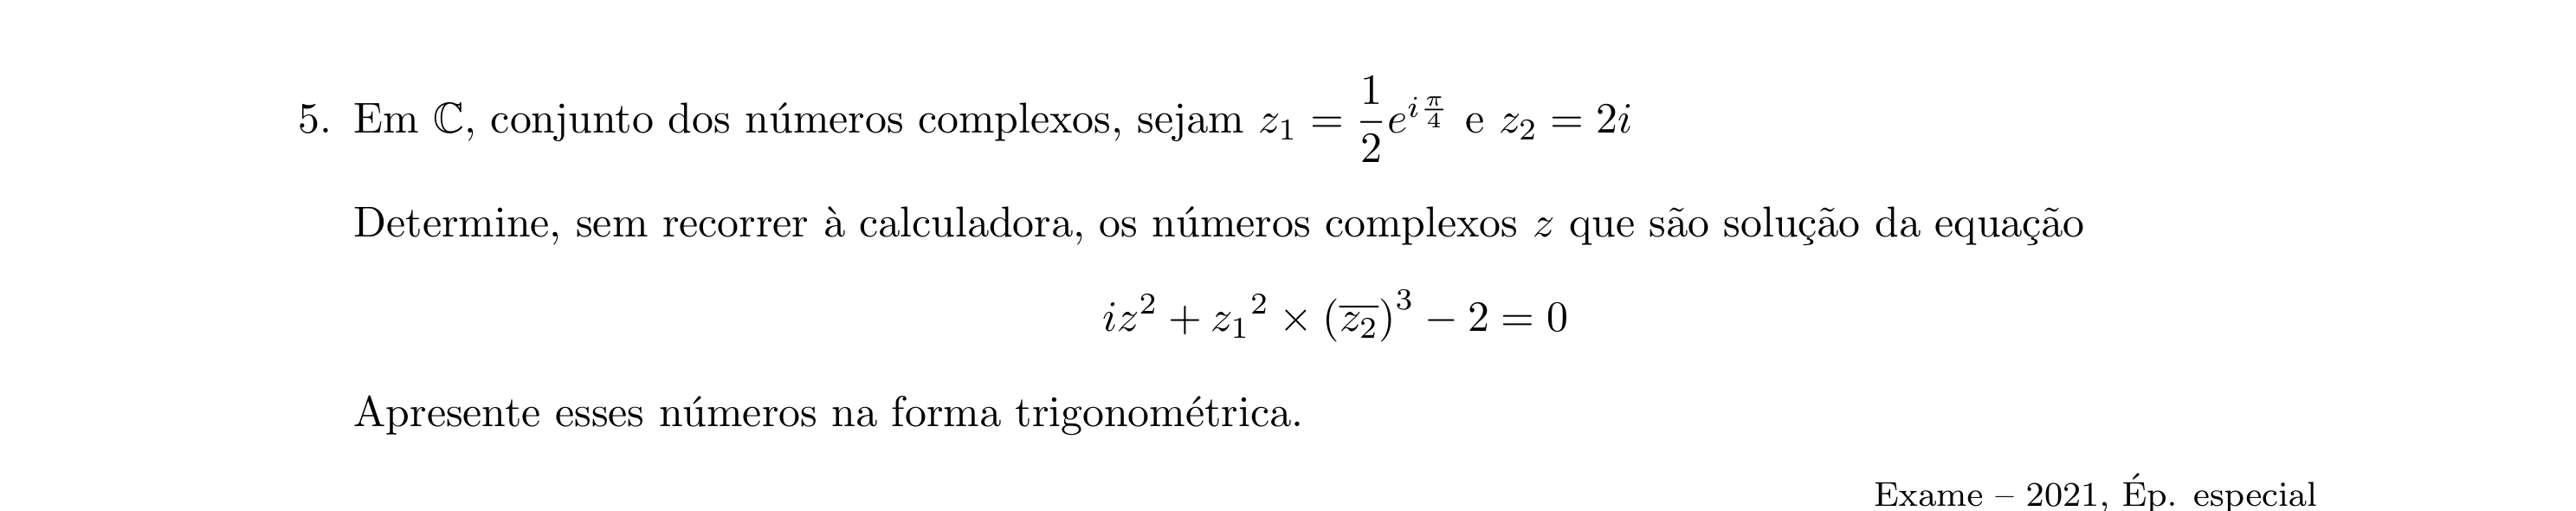 5. Em ℂ, conjunto dos números complexos, sejam $z_1 = \frac{1}{2}e^{i\frac{\pi}{4}}$ e $z_2 = 2i$
Determine, sem recorrer à calculadora, os números complexos $z$ que são solução da equação
$iz^2 + {z_1}^2 \times (\overline{z_2})^3 - 2 = 0$
Apresente esses números na forma trigonométrica.
Exame – 2021, Ép. especial